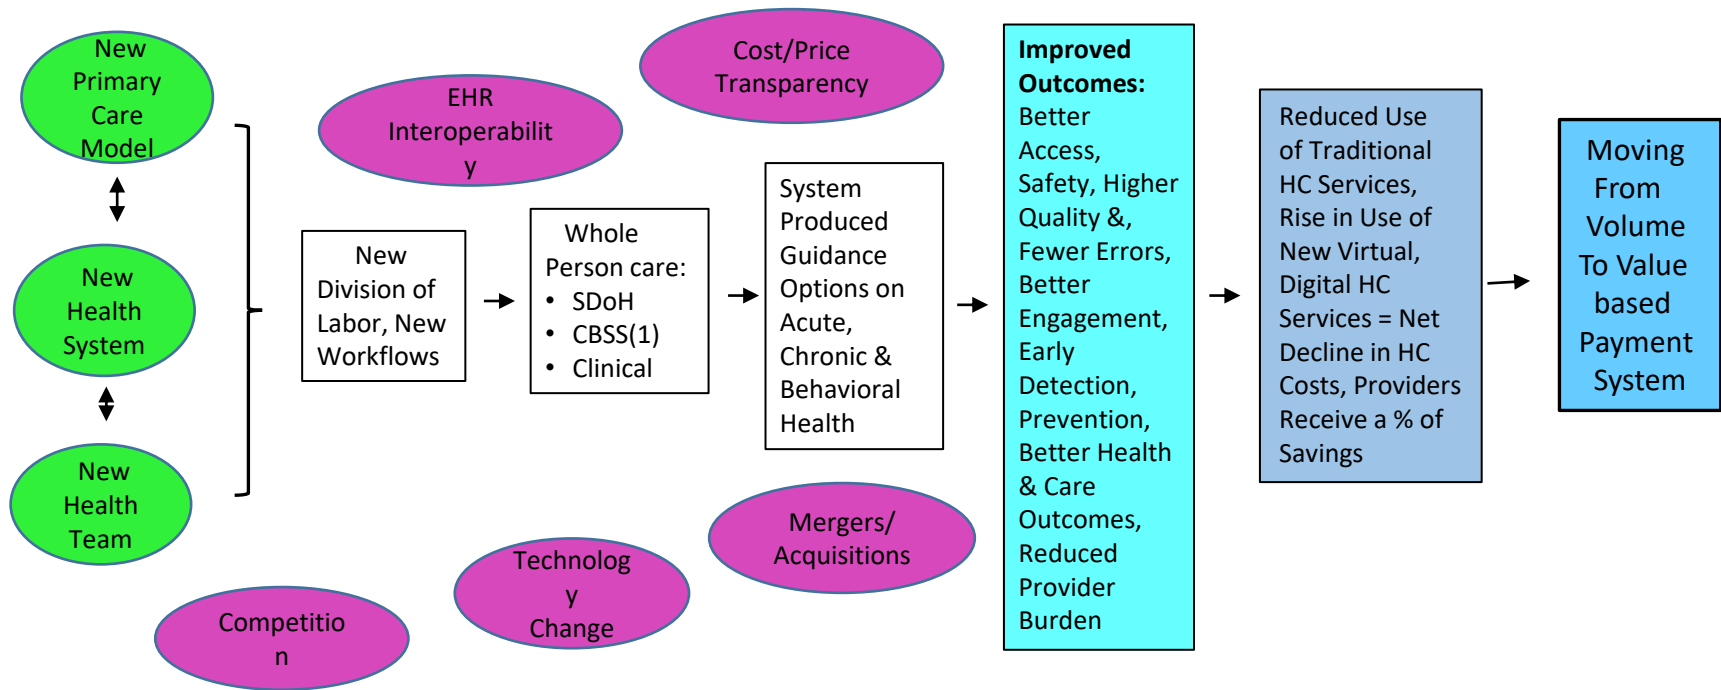 New
Primary
Care
Model
New
Health
System
New
Health
Team
EHR
Interoperabilit
y
Cost/Price
Transparency
New
Division of
Labor, New
Workflows
Whole
Person care:
• SDoH
• CBSS(1)
• Clinical
System
Produced
Guidance
Options on
Acute,
Chronic &
Behavioral
Health
Competitio
n
Technolog
y
Change
Mergers/
Acquisitions
Improved
Outcomes:
Better
Access,
Safety, Higher
Quality &,
Fewer Errors,
Better
Engagement,
Early
Detection,
Prevention,
Better Health
& Care
Outcomes,
Reduced
Provider
Burden
Reduced Use
of Traditional
HC Services,
Rise in Use of
New Virtual,
Digital HC
Services = Net
Decline in HC
Costs, Providers
Receive a % of
Savings
Moving
From
Volume
To Value
based
Payment
System